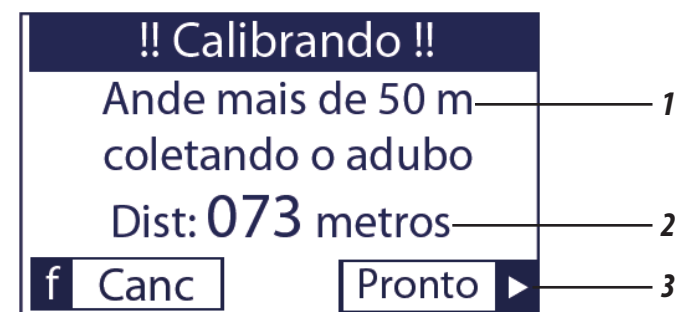 !! Calibrando !!
Ande mais de 50 m 1
coletando o adubo
Dist: 073 metros 2
f Canc Pronto 3